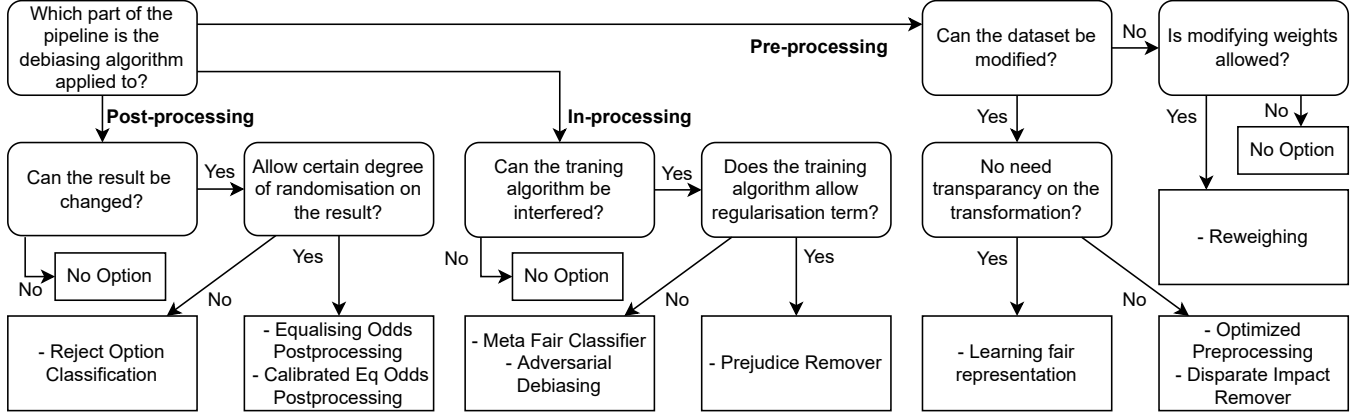 Which part of the
pipeline is the
debiasing algorithm
applied to?
Pre-processing
Can the dataset be
modified?
No
Is modifying weights
allowed?
Post-processing
In-processing
Yes
Yes
No
No Option
Can the result be
changed?
Yes
Allow certain degree
of randomisation on
the result?
Can the traning
algorithm be
interfered?
Yes
Does the training
algorithm allow
regularisation term?
No need
transparancy on the
transformation?
- Reweighing
No
No Option
No
Yes
No
No Option
No
Yes
Yes
No
- Reject Option
Classification
- Equalising Odds
Postprocessing
- Calibrated Eq Odds
Postprocessing
- Meta Fair Classifier
- Adversarial
Debiasing
- Prejudice Remover
- Learning fair
representation
- Optimized
Preprocessing
- Disparate Impact
Remover